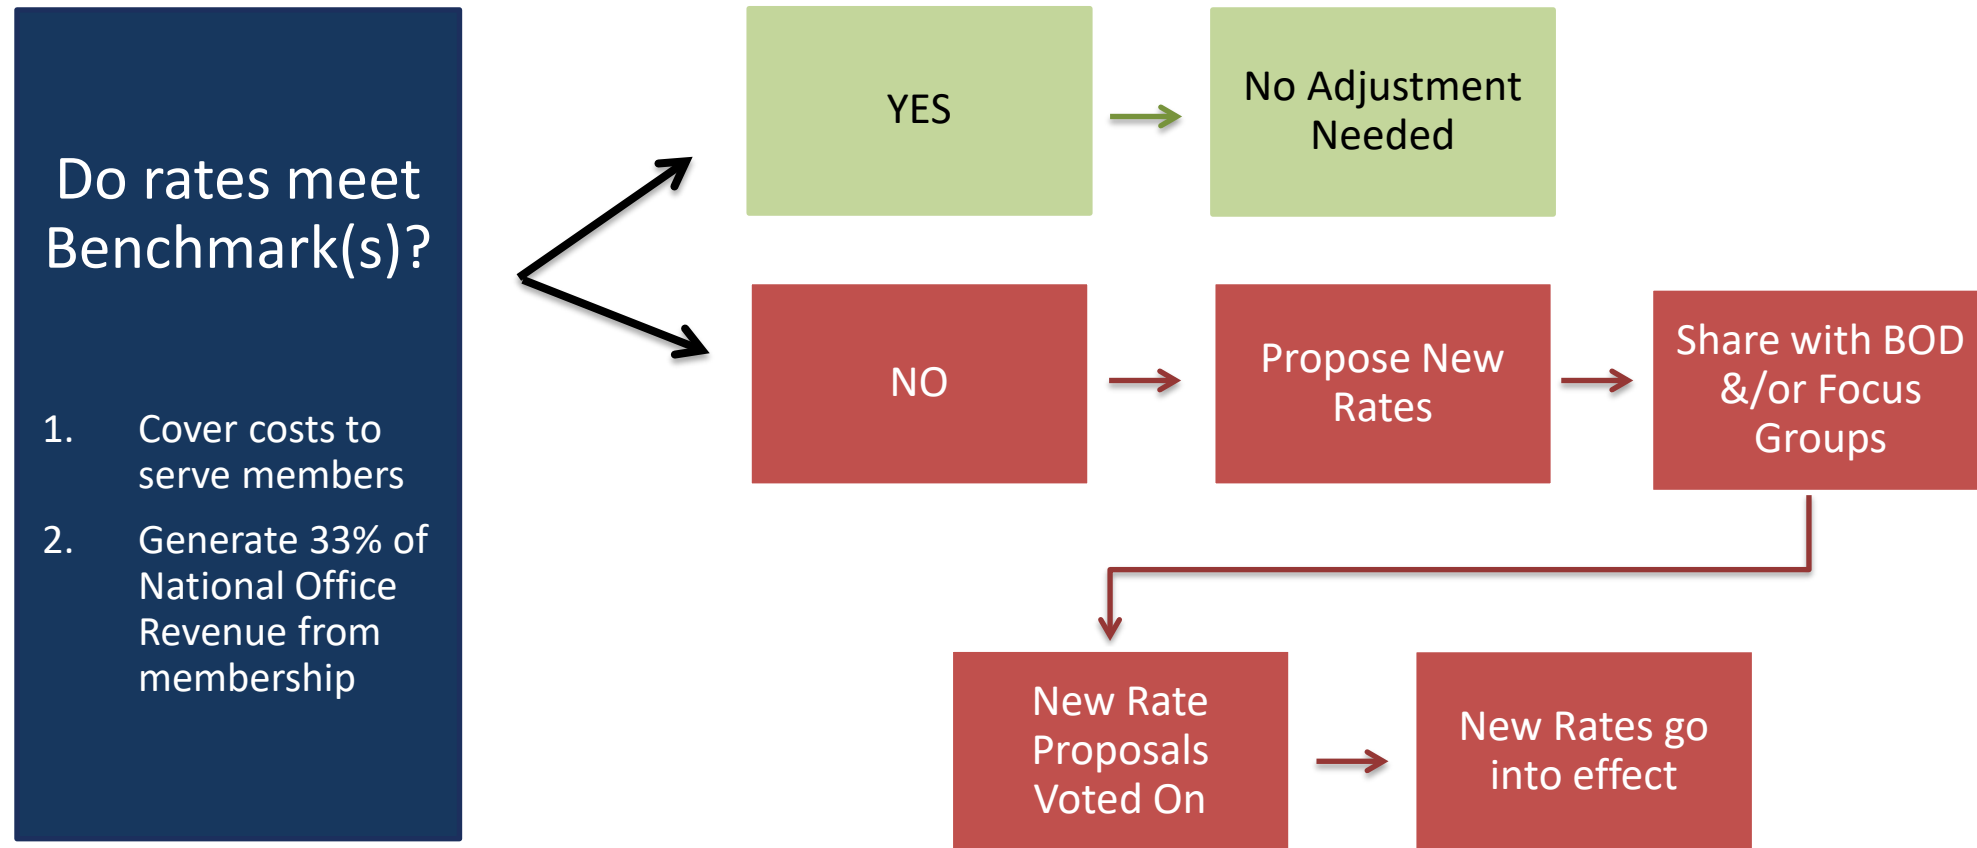 Do rates meet
Benchmark(s)?
1. Cover costs to
serve members
2. Generate 33% of
National Office
Revenue from
membership
YES
No Adjustment
Needed
NO
Propose New
Rates
Share with BOD
&/or Focus
Groups
New Rate
Proposals
Voted On
New Rates go
into effect